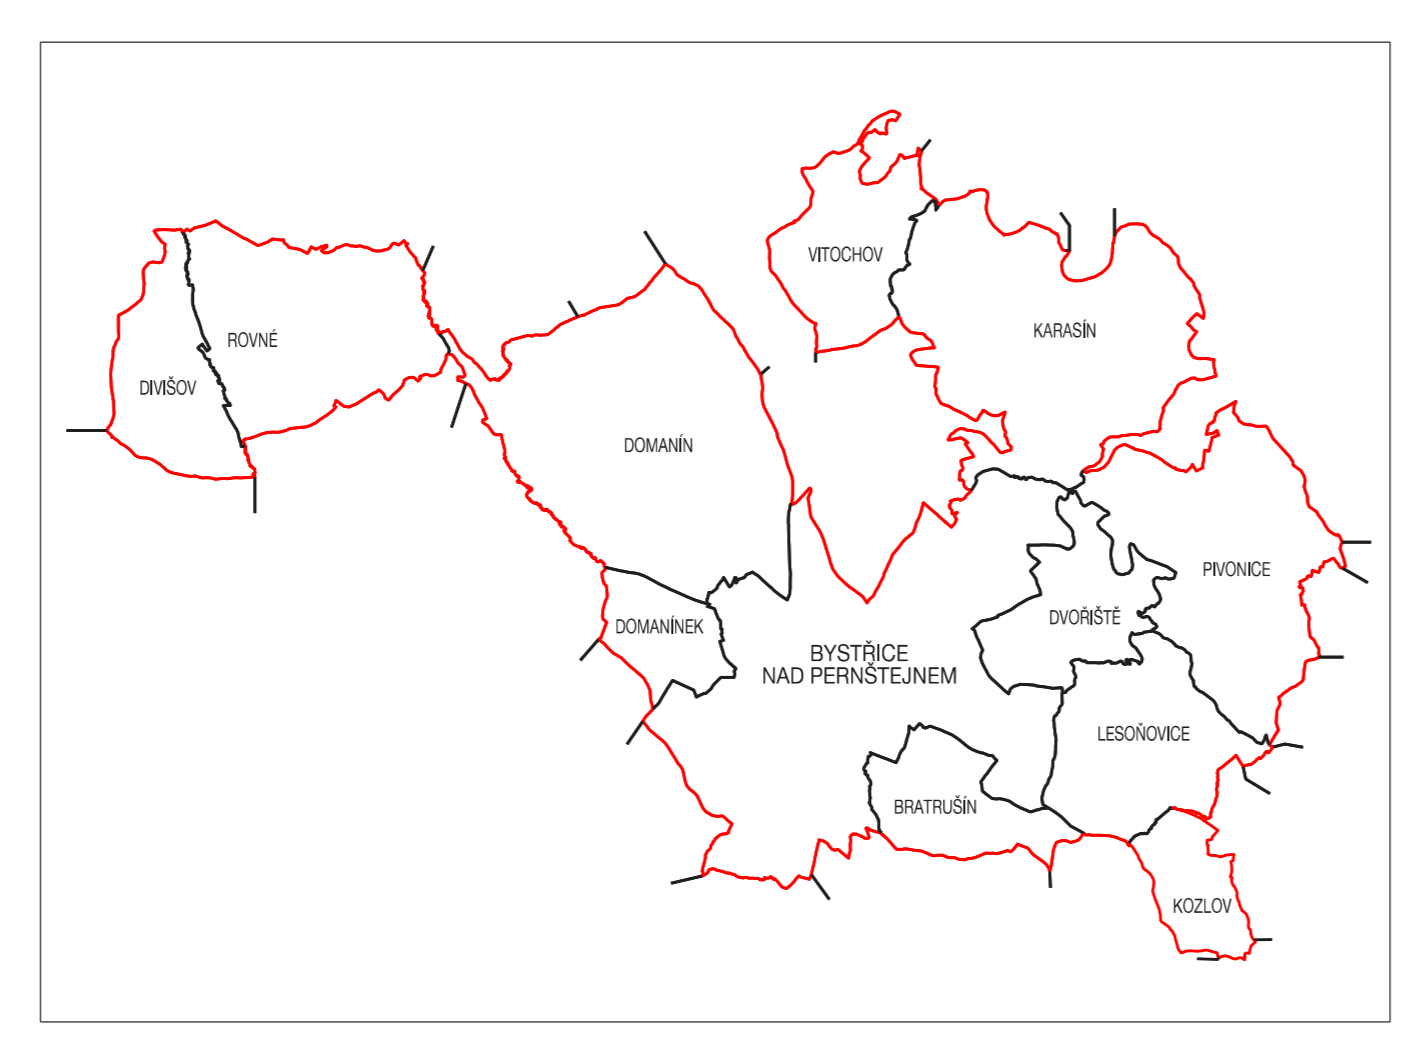 VITOCHOV
KARASÍN
ROVNÉ
DIVIŠOV
DOMANÍN
PIVONICE
DVOŘIŠTĚ
DOMANÍNEK
BYSTŘICE
NAD PERNŠTEJNEM
LESOŇOVICE
BRATRUŠÍN
KOZLOV